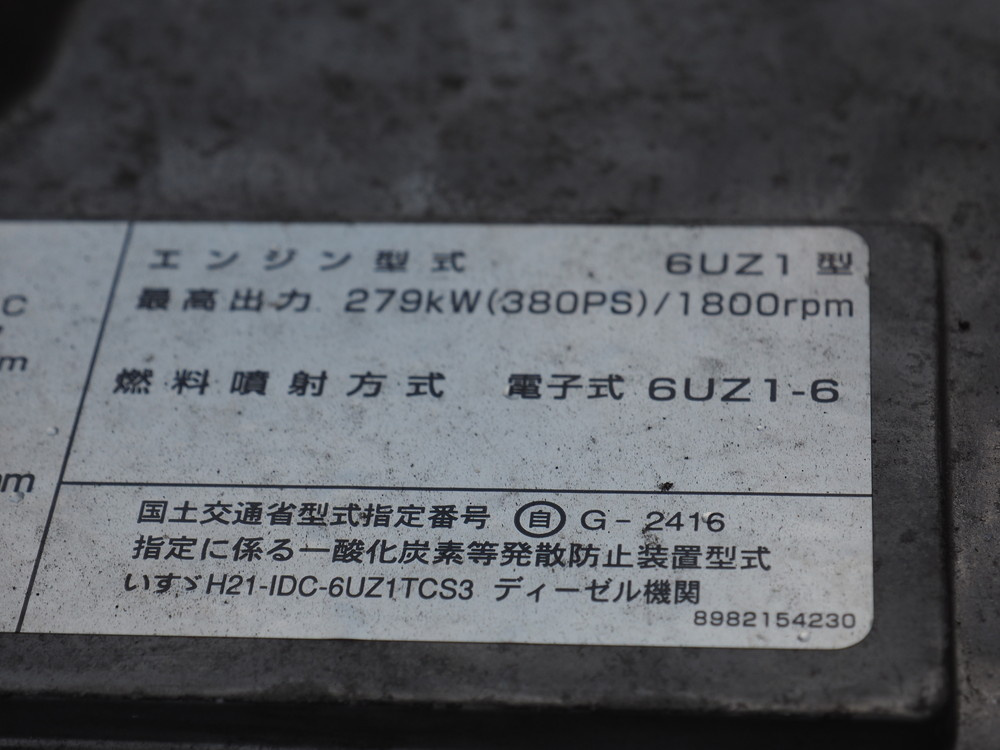 エンジン型式 6UZ1型
最高出力 279kW(380PS)/1800rpm
燃料噴射方式 電子式 6UZ1-6
国土交通省型式指定番号 ㊀自 G-2416
指定に係る一酸化炭素等発散防止装置型式
いすゞH21-IDC-6UZ1TCS3 ディーゼル機関
8982154230
C
m
mm